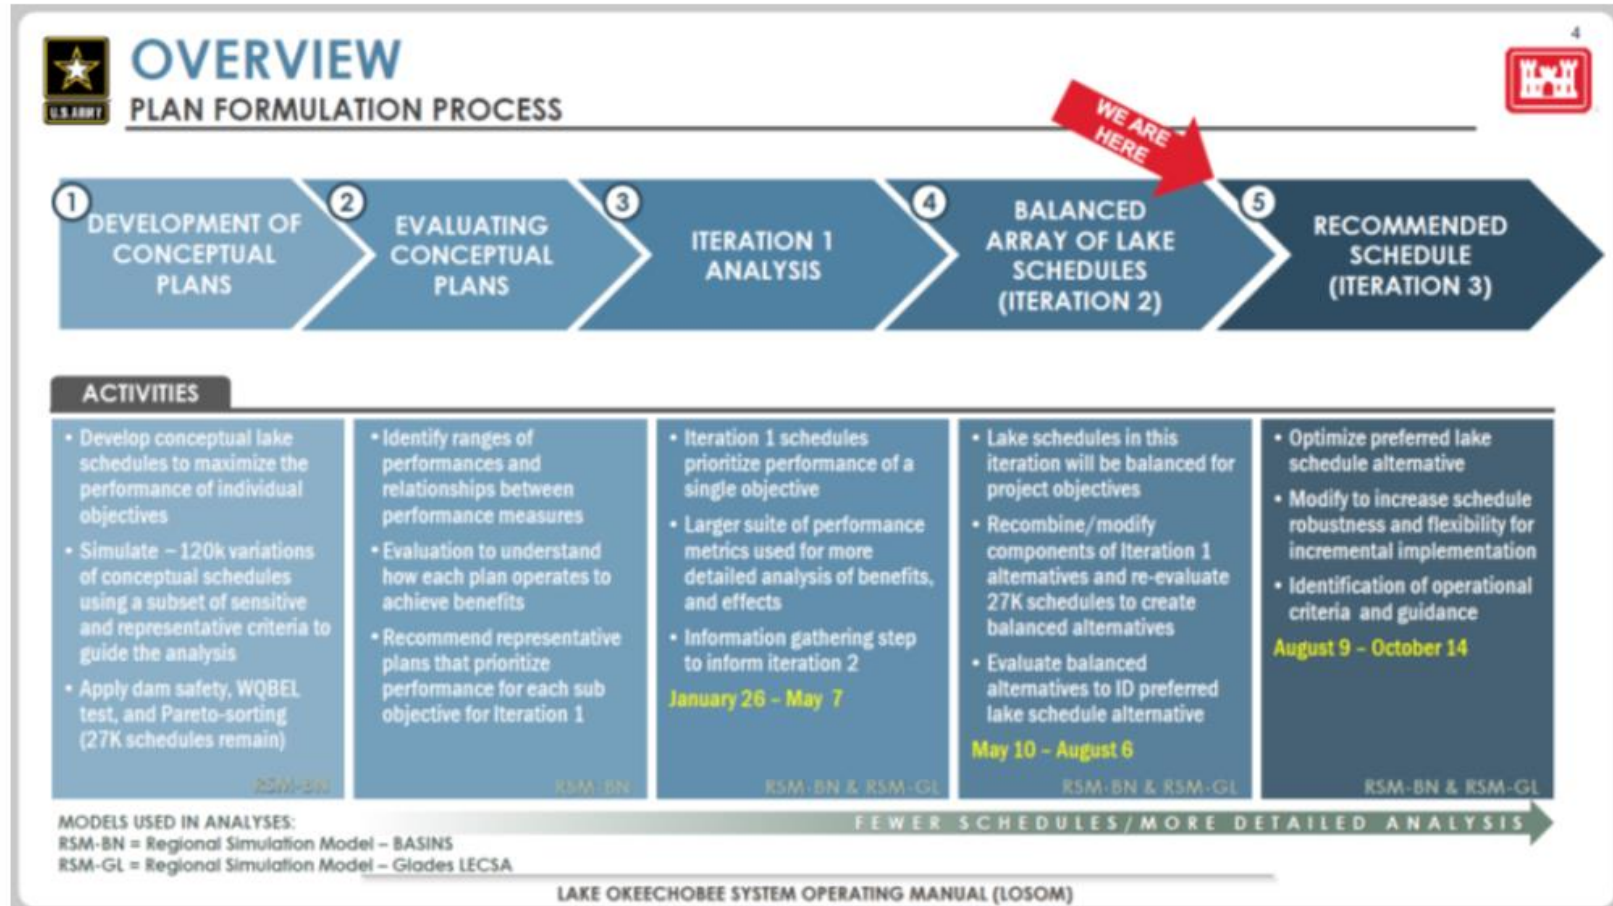 4
OVERVIEW
PLAN FORMULATION PROCESS
U.S.ARMY
WE ARE
HERE
1
DEVELOPMENT OF
CONCEPTUAL
PLANS
2
EVALUATING
CONCEPTUAL
PLANS
3
ITERATION 1
ANALYSIS
4
BALANCED
ARRAY OF LAKE
SCHEDULES
(ITERATION 2)
5
RECOMMENDED
SCHEDULE
(ITERATION 3)
ACTIVITIES
• Develop conceptual lake
schedules to maximize the
performance of individual
objectives
• Simulate ~120k variations
of conceptual schedules
using a subset of sensitive
and representative criteria to
guide the analysis
• Apply dam safety, WQBEL
test, and Pareto-sorting
(27K schedules remain)
RSM-BN
• Identify ranges of
performances and
relationships between
performance measures
• Evaluation to understand
how each plan operates to
achieve benefits
• Recommend representative
plans that prioritize
performance for each sub
objective for Iteration 1
RSM-BN
• Iteration 1 schedules
prioritize performance of a
single objective
• Larger suite of performance
metrics used for more
detailed analysis of benefits,
and effects
• Information gathering step
to inform iteration 2
January 26 – May 7
RSM-BN & RSM-GL
• Lake schedules in this
iteration will be balanced for
project objectives
• Recombine/modify
components of Iteration 1
alternatives and re-evaluate
27K schedules to create
balanced alternatives
• Evaluate balanced
alternatives to ID preferred
lake schedule alternative
May 10 – August 6
RSM-BN & RSM-GL
• Optimize preferred lake
schedule alternative
• Modify to increase schedule
robustness and flexibility for
incremental implementation
• Identification of operational
criteria and guidance
August 9 – October 14
RSM-BN & RSM-GL
FEWER SCHEDULES/MORE DETAILED ANALYSIS
MODELS USED IN ANALYSES:
RSM-BN = Regional Simulation Model – BASINS
RSM-GL = Regional Simulation Model – Glades LECSA
LAKE OKEECHOBEE SYSTEM OPERATING MANUAL (LOSOM)